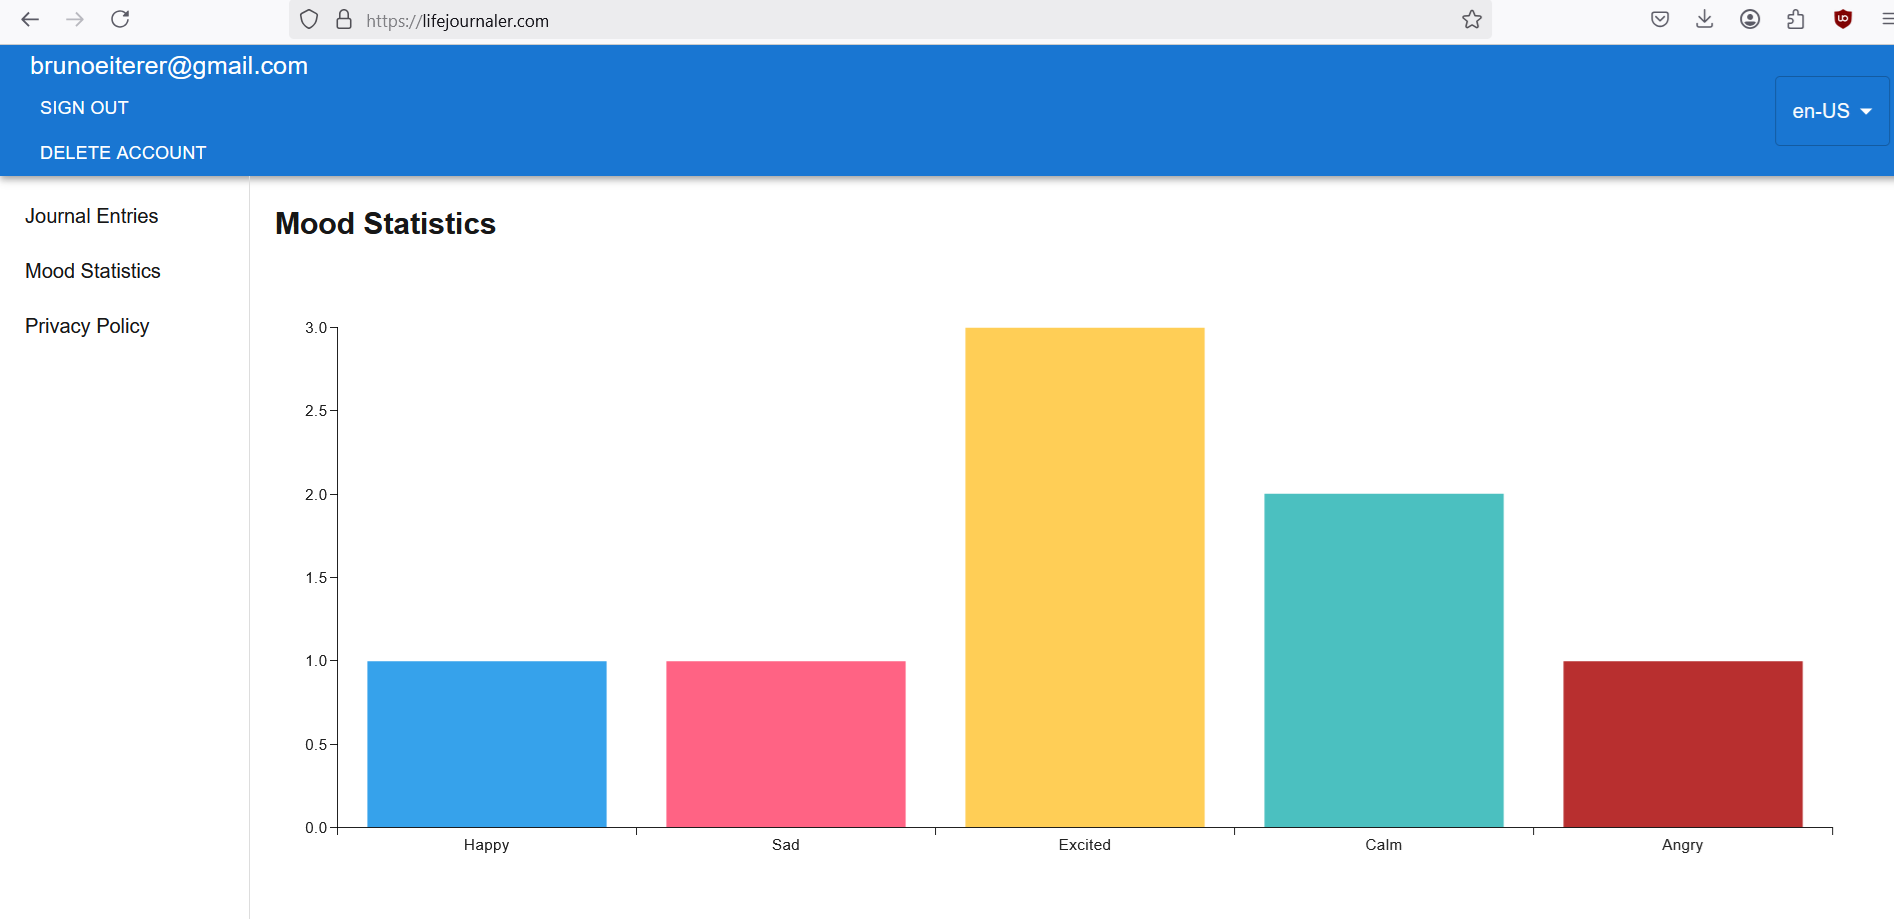 https://lifejournaler.com
brunoeiterer@gmail.com
SIGN OUT
DELETE ACCOUNT
en-US
Journal Entries
Mood Statistics
Privacy Policy
Mood Statistics
3.0
2.5
2.0
1.5
1.0
0.5
0.0
Happy Sad Excited Calm Angry